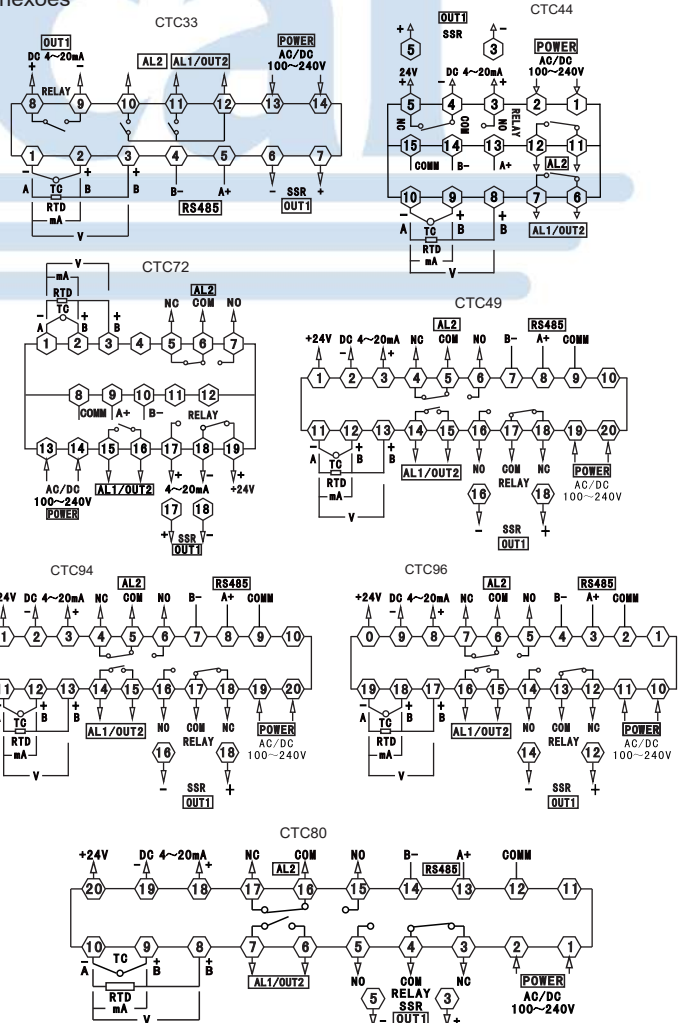 nexões
CTC33
OUT1
DC 4~20mA
+ -
AL2 AL1/OUT2
POWER
AC/DC
100~240V
RELAY
8 9 10 11 12 13 14
1 2 3 4 5 6 7
- + +
A TC B B B- A+ - SSR +
RTD RS485 OUT1
mA
V
CTC44
OUT1
SSR
+ -
5 3
POWER
AC/DC
100~240V
24V DC 4~20mA
+ - +
5 4 3 2 1
NC COM NO RELAY
15 14 13 12 11
COMM B- A+ AL2
10 9 8 7 6
- + +
A TC B B AL1/OUT2
RTD
mA
V
CTC72
V
mA
RTD
TC
- + +
A B B
AL2
NC COM NO
1 2 3 4 5 6 7
8 9 10 11 12
COMM A+ B- RELAY
13 14 15 16 17 18 19
AC/DC
100~240V
POWER
AL1/OUT2
+ - +
4~20mA +24V
17 18
+ SSR -
OUT1
CTC49
AL2 RS485
+24V DC 4~20mA NC COM NO B- A+ COMM
- +
1 2 3 4 5 6 7 8 9 10
11 12 13 14 15 16 17 18 19 20
- + +
A TC B B
RTD
mA
V
AL1/OUT2
NO COM NC
RELAY
POWER
AC/DC
100~240V
16 18
- SSR +
OUT1
CTC94
AL2 RS485
24V DC 4~20mA NC COM NO B- A+ COMM
- +
1 2 3 4 5 6 7 8 9 10
11 12 13 14 15 16 17 18 19 20
+ +
A TC B B
RTD
mA
V
AL1/OUT2
NO COM NC
RELAY
POWER
AC/DC
100~240V
16 18
- SSR +
OUT1
CTC96
AL2 RS485
+24V DC 4~20mA NC COM NO B- A+ COMM
- +
0 9 8 7 6 5 4 3 2 1
19 18 17 16 15 14 13 12 11 10
- + +
A TC B B
RTD
mA
V
AL1/OUT2
NO COM NC
RELAY
POWER
AC/DC
100~240V
14 12
- SSR +
OUT1
CTC80
+24V DC 4~20mA NC COM NO B- A+ COMM
- + AL2 RS485
20 19 18 17 16 15 14 13 12 11
10 9 8 7 6 5 4 3 2 1
- TC + +
A B B
RTD
mA
V
AL1/OUT2
NO COM NC
RELAY
POWER
AC/DC
100~240V
5 SSR 3
- OUT1 +